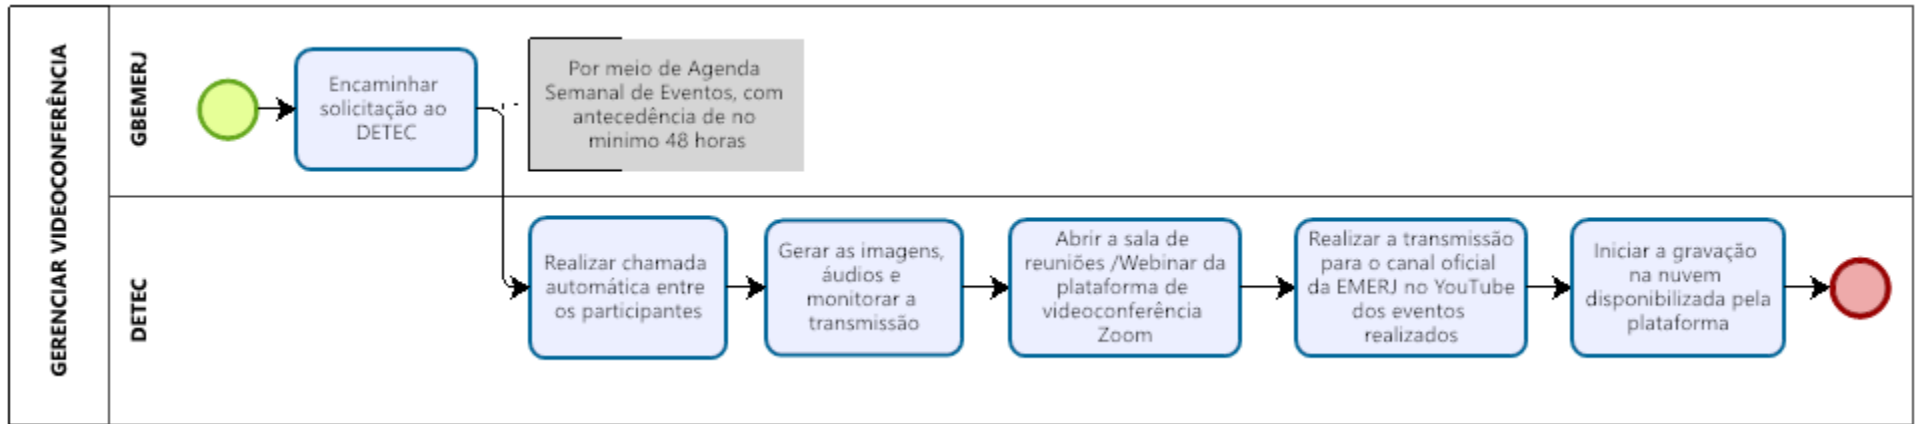 GERENCIAR VIDEOCONFERÊNCIA
GBEMERJ
Encaminhar
solicitação ao
DETEC
Por meio de Agenda
Semanal de Eventos, com
antecedência de no
minimo 48 horas
DETEC
Realizar chamada
automática entre
os participantes
Gerar as imagens,
áudios e
monitorar a
transmissão
Abrir a sala de
reuniões /Webinar da
plataforma de
videoconferência
Zoom
Realizar a transmissão
para o canal oficial
da EMERJ no YouTube
dos eventos
realizados
Iniciar a gravação
na nuvem
disponibilizada pela
plataforma